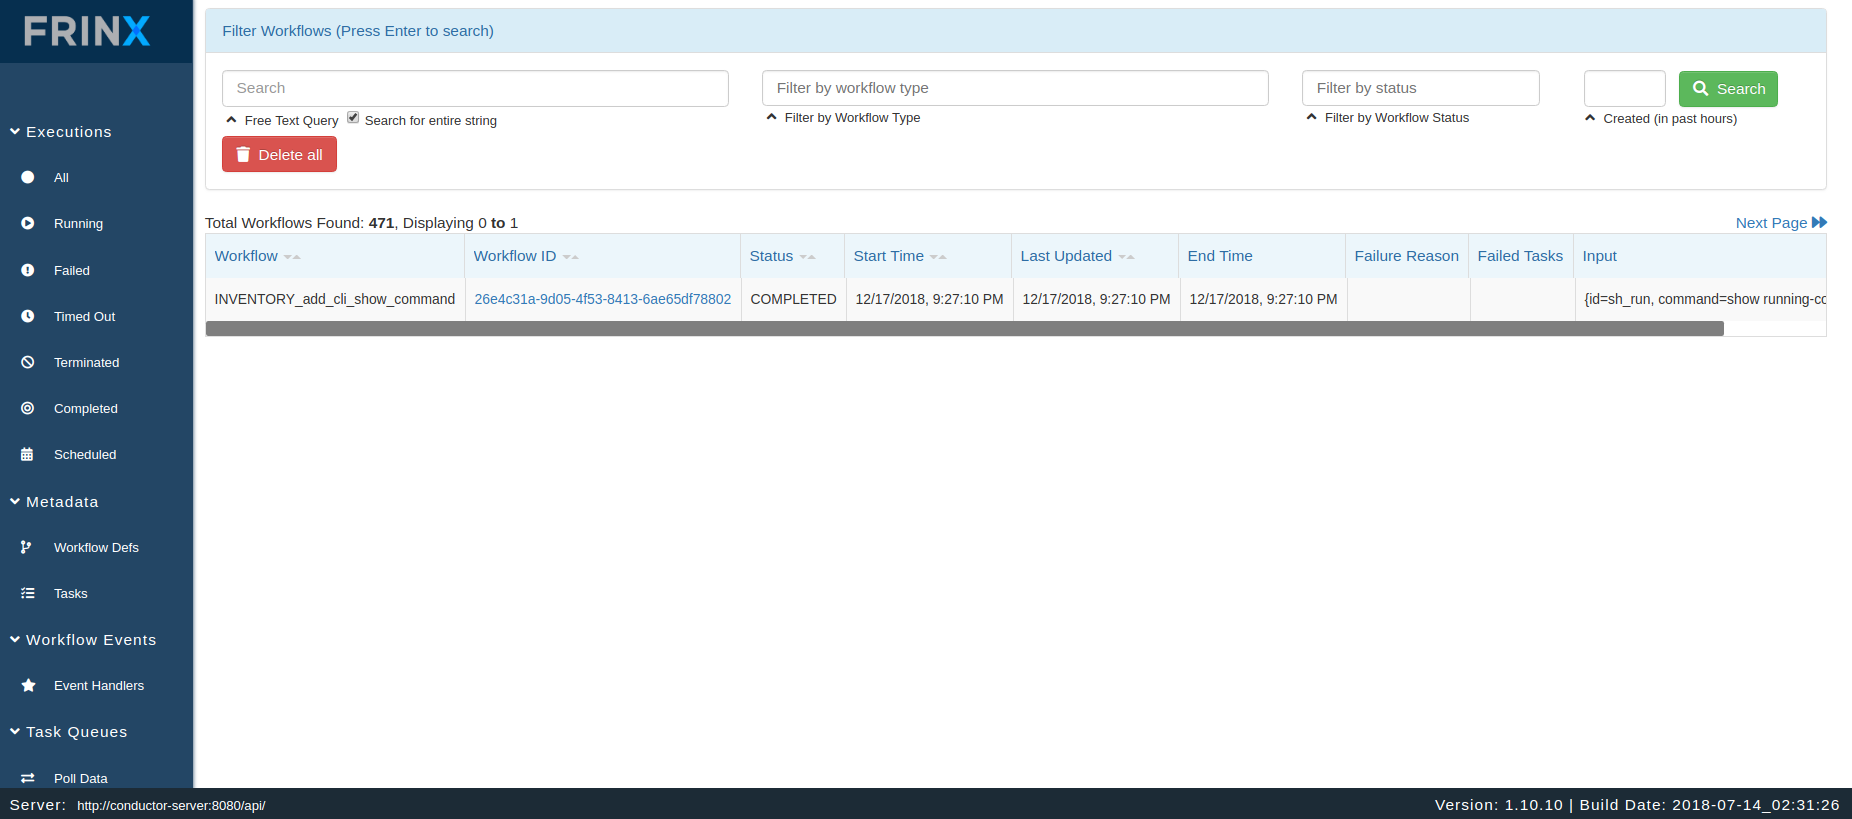 FRINX
Executions
All
Running
Failed
Timed Out
Terminated
Completed
Scheduled
Metadata
Workflow Defs
Tasks
Workflow Events
Event Handlers
Task Queues
Poll Data
Filter Workflows (Press Enter to search)
Search
Filter by workflow type
Filter by status
Search
Free Text Query Search for entire string
Filter by Workflow Type
Filter by Workflow Status
Created (in past hours)
Delete all
Total Workflows Found: 471, Displaying 0 to 1
Next Page
Workflow Workflow ID Status Start Time Last Updated End Time Failure Reason Failed Tasks Input
INVENTORY_add_cli_show_command 26e4c31a-9d05-4f53-8413-6ae65df78802 COMPLETED 12/17/2018, 9:27:10 PM 12/17/2018, 9:27:10 PM 12/17/2018, 9:27:10 PM {id=sh_run, command=show running-co
Server: http://conductor-server:8080/api/
Version: 1.10.10 | Build Date: 2018-07-14_02:31:26